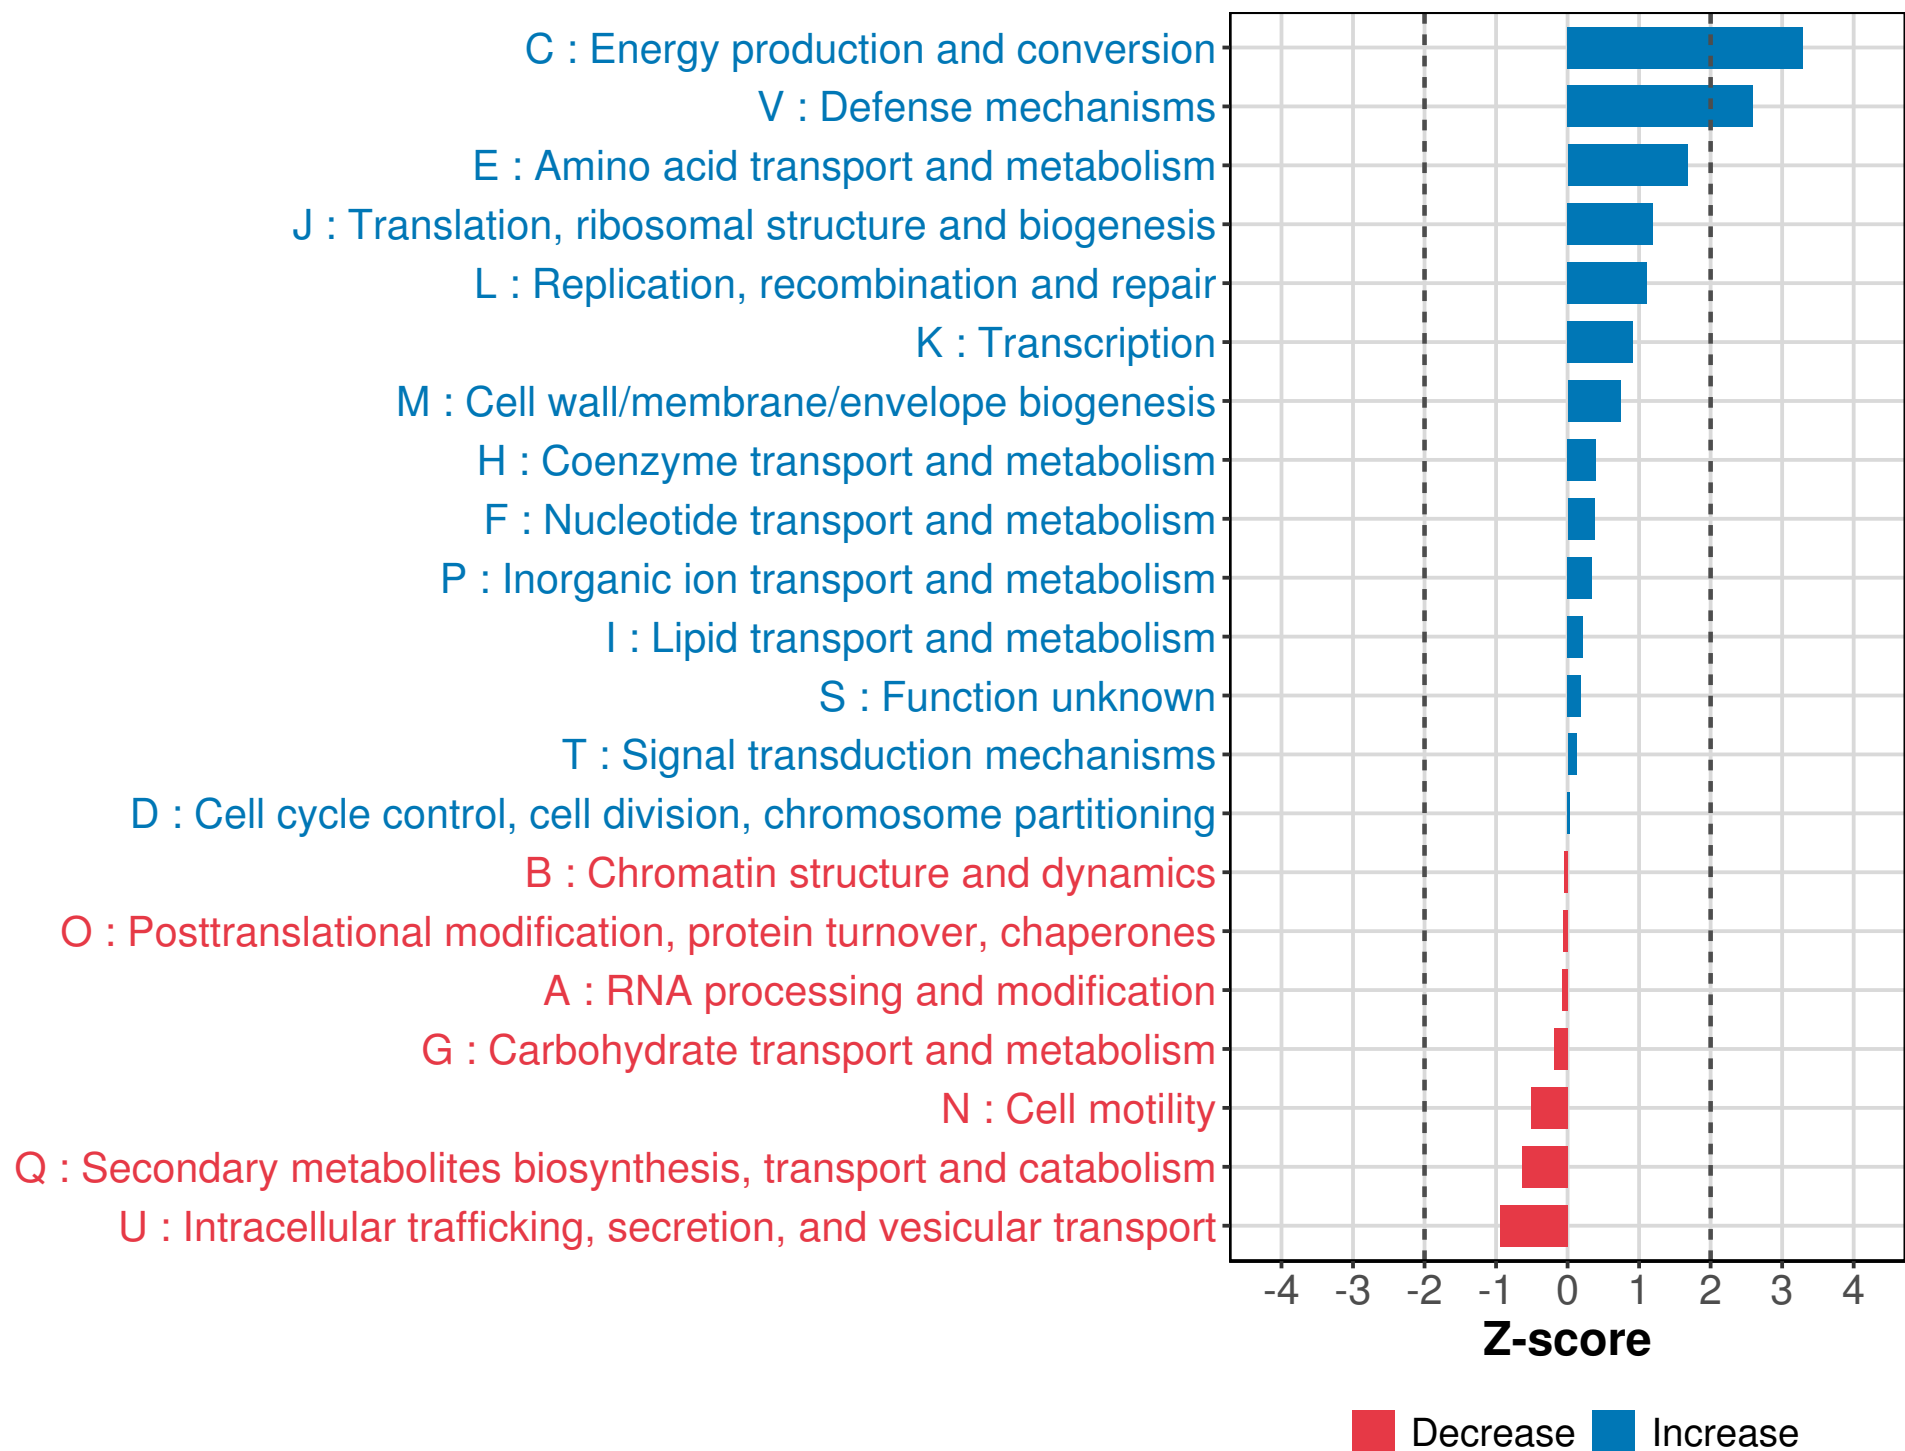 C : Energy production and conversion
V : Defense mechanisms
E : Amino acid transport and metabolism
J : Translation, ribosomal structure and biogenesis
L : Replication, recombination and repair
K : Transcription
M : Cell wall/membrane/envelope biogenesis
H : Coenzyme transport and metabolism
F : Nucleotide transport and metabolism
P : Inorganic ion transport and metabolism
I : Lipid transport and metabolism
S : Function unknown
T : Signal transduction mechanisms
D : Cell cycle control, cell division, chromosome partitioning
B : Chromatin structure and dynamics
O : Posttranslational modification, protein turnover, chaperones
A : RNA processing and modification
G : Carbohydrate transport and metabolism
N : Cell motility
Q : Secondary metabolites biosynthesis, transport and catabolism
U : Intracellular trafficking, secretion, and vesicular transport
-4 -3 -2 -1 0 1 2 3 4
Z-score
Decrease Increase